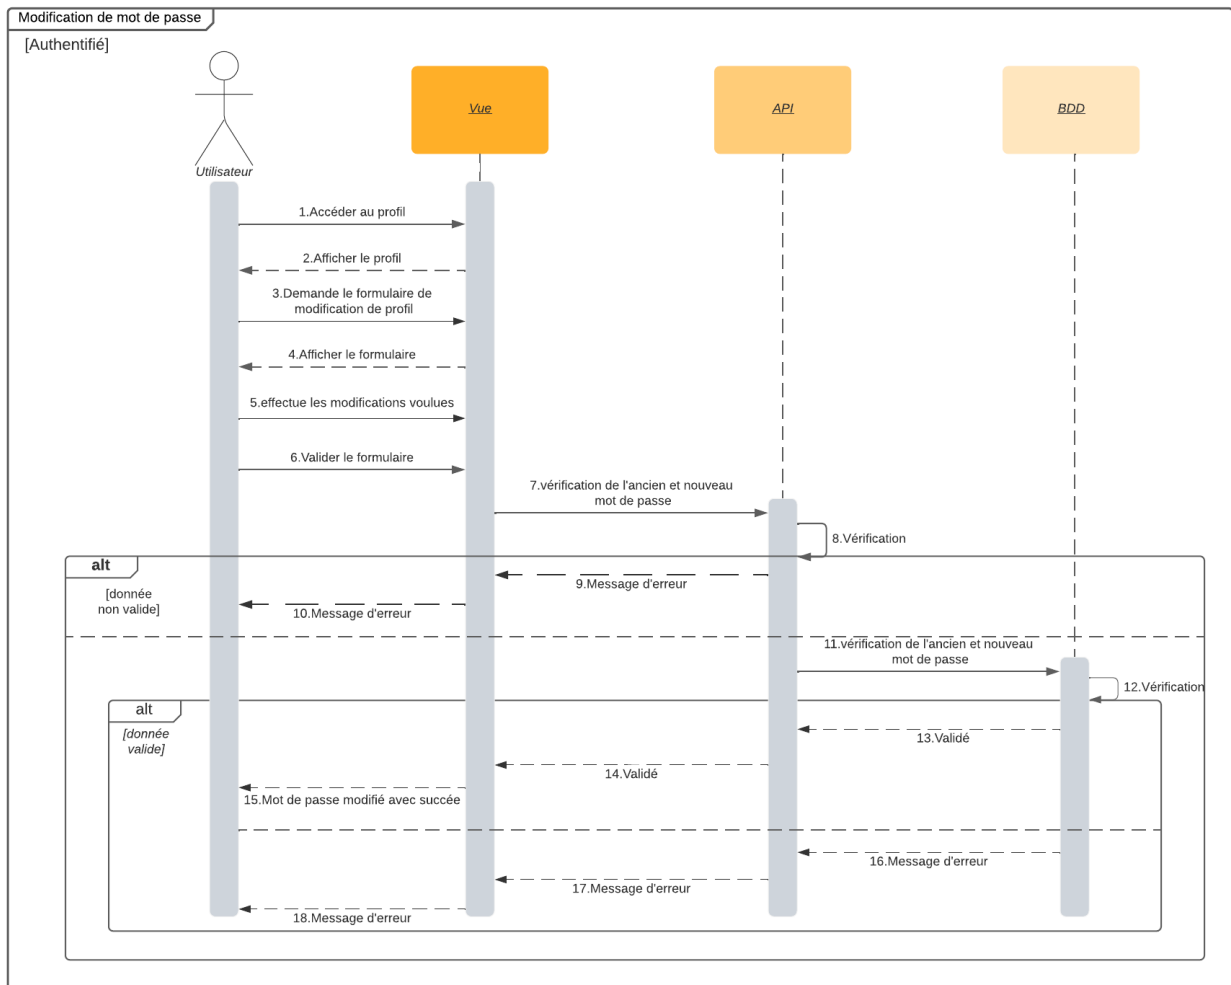 Modification de mot de passe
[Authentifié]
Utilisateur
Vue
API
BDD
1.Accéder au profil
2.Afficher le profil
3.Demande le formulaire de
modification de profil
4.Afficher le formulaire
5.effectue les modifications voulues
6.Valider le formulaire
7.vérification de l'ancien et nouveau
mot de passe
8.Vérification
alt
[donnée
non valide]
9.Message d'erreur
10.Message d'erreur
11.vérification de l'ancien et nouveau
mot de passe
12.Vérification
alt
[donnée
valide]
13.Validé
14.Validé
15.Mot de passe modifié avec succée
16.Message d'erreur
17.Message d'erreur
18.Message d'erreur